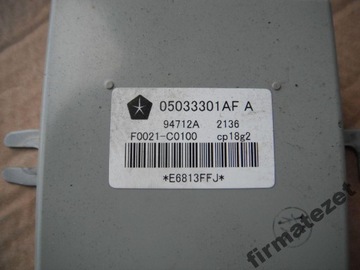 05033301AF A
94712A 2136
F0021-C0100 cp18g2
*E6813FFJ*
firmatezet